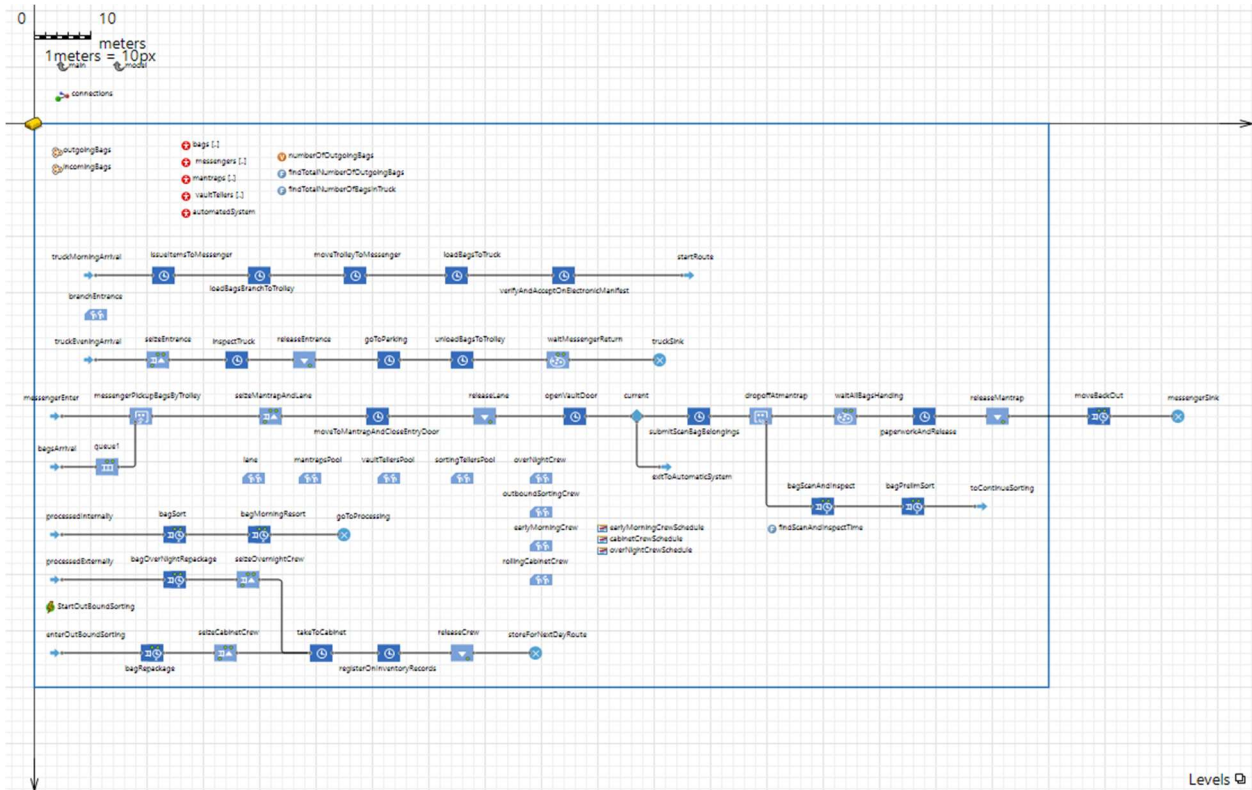 0 10
meters
1meters = 10px
main model
connections
outgoingBags
incomingBags
bags [..]
messengers [..]
mantraps [..]
vaultTellers [..]
automatedSystem
numberOfOutgoingBags
findTotalNumberOfOutgoingBags
findTotalNumberOfBagsInTruck
truckMorningArrival issueItemsToMessenger moveTrolleyToMessenger loadBagsToTruck startRoute
loadBagsBranchToTrolley verifyAndAcceptOnElectronicManifest
branchEntrance
truckEveningArrival seizeEntrance inspectTruck releaseEntrance goToParking unloadBagsToTrolley waitMessengerReturn truckSink
messengerEnter messengerPickupBagsByTrolley seizeMantrapAndLane releaseLane openVaultDoor current dropoffAtmantrap waitAllBagsHanding releaseMantrap moveBackOut messengerSink
moveToMantrapAndCloseEntryDoor submitScanBagBelongings paperworkAndRelease
bagsArrival queue1
lane mantrapsPool vaultTellersPool sortingTellersPool overNightCrew
exitToAutomaticSystem
bagScanAndInspect bagPrelimSort toContinueSorting
outboundSortingCrew
processedInternally bagSort bagMorningResort goToProcessing
earlyMorningCrew
earlyMorningCrewSchedule
cabinetCrewSchedule
overNightCrewSchedule
findScanAndInspectTime
processedExternally bagOverNightRepackage seizeOvernightCrew
rollingCabinetCrew
StartOutBoundSorting
enterOutBoundSorting seizeCabinetCrew takeToCabinet releaseCrew storeForNextDayRoute
bagRepackage registerOnInventoryRecords
Levels